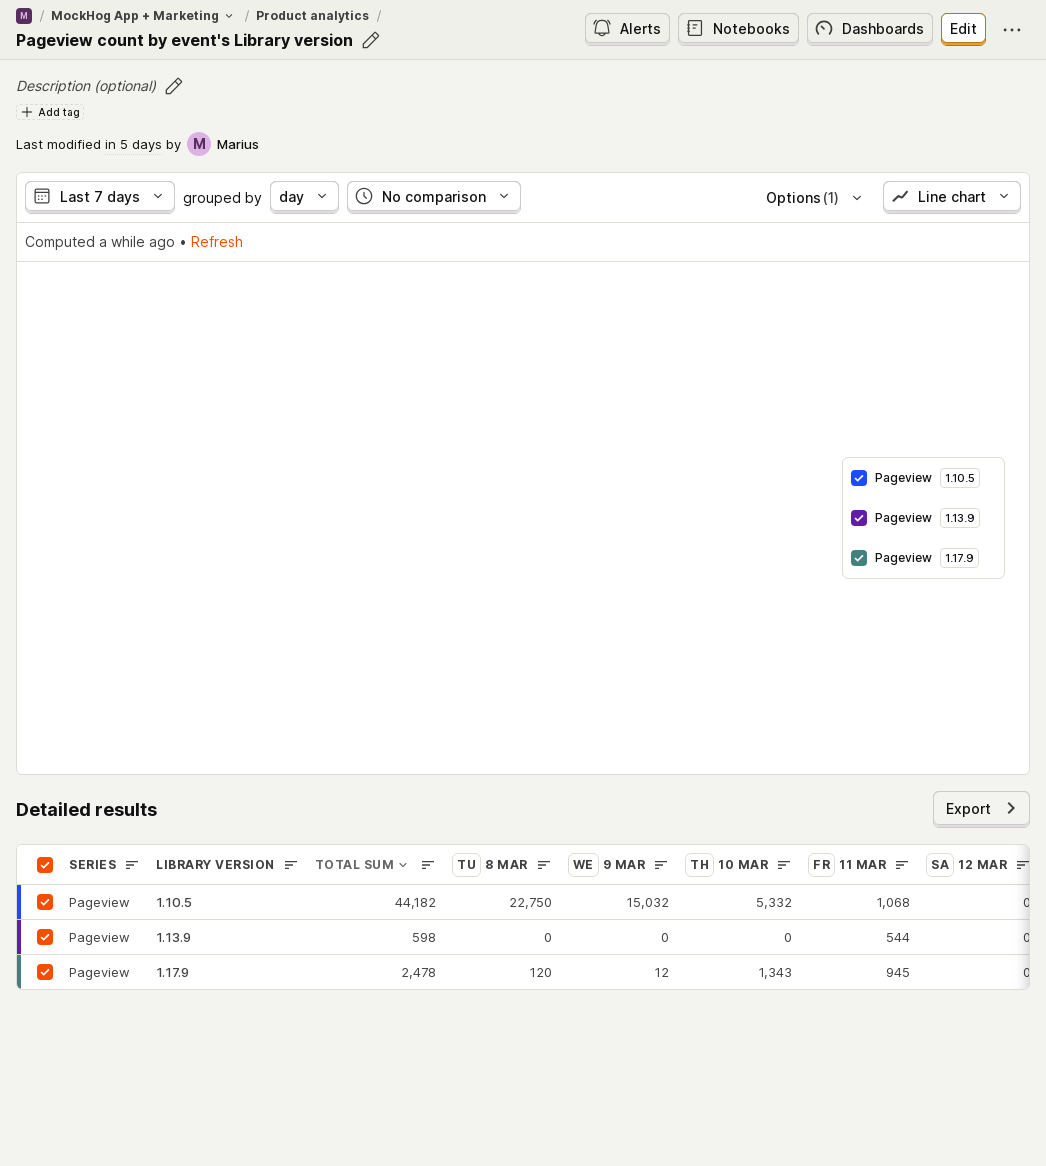 M / MockHog App + Marketing / Product analytics /
Pageview count by event's Library version
Alerts
Notebooks
Dashboards
Edit
Description (optional)
Add tag
Last modified in 5 days by M Marius
Last 7 days grouped by day No comparison Options (1) Line chart
Computed a while ago • Refresh
Pageview 1.10.5
Pageview 1.13.9
Pageview 1.17.9
Detailed results
Export
SERIES LIBRARY VERSION TOTAL SUM TU 8 MAR WE 9 MAR TH 10 MAR FR 11 MAR SA 12 MAR
Pageview 1.10.5 44,182 22,750 15,032 5,332 1,068 0
Pageview 1.13.9 598 0 0 0 544 0
Pageview 1.17.9 2,478 120 12 1,343 945 0